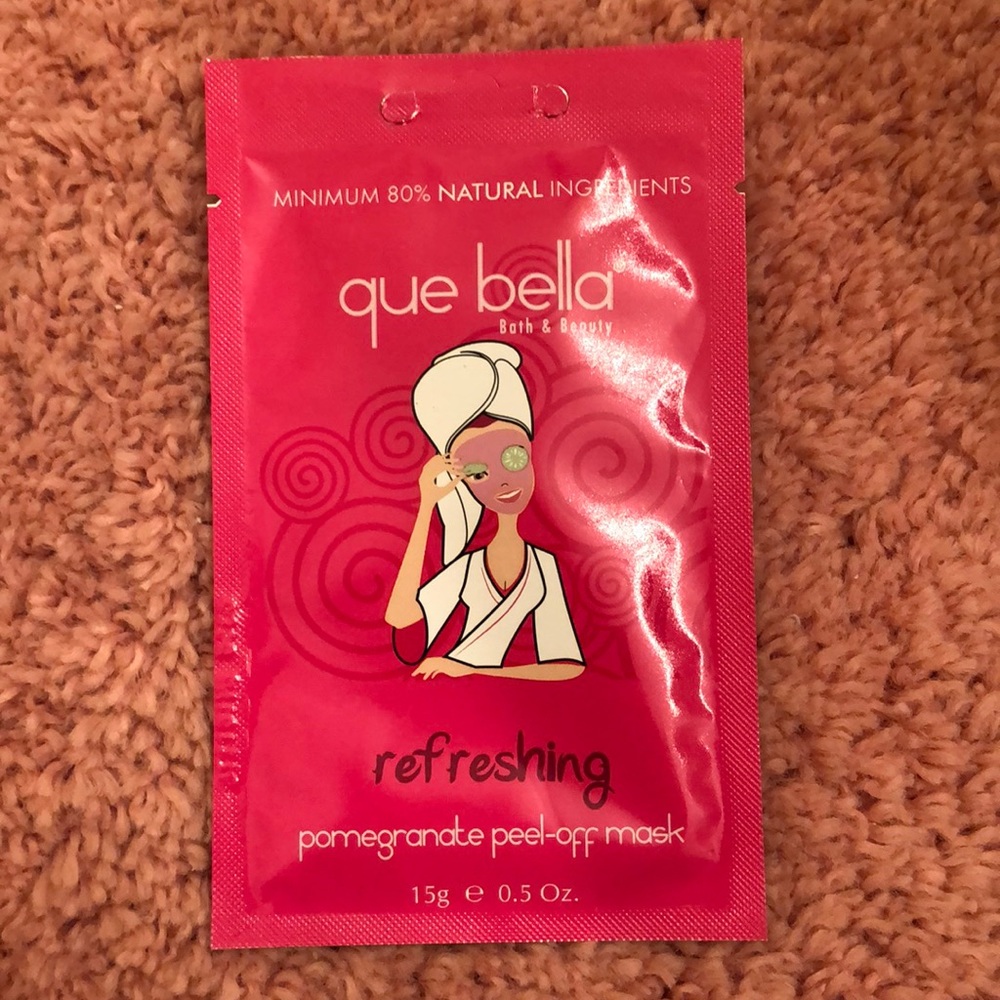 MINIMUM 80% NATURAL INGREDIENTS
que bella®
Bath & Beauty
refreshing
pomegranate peel-off mask
15g ℮ 0.5 Oz.